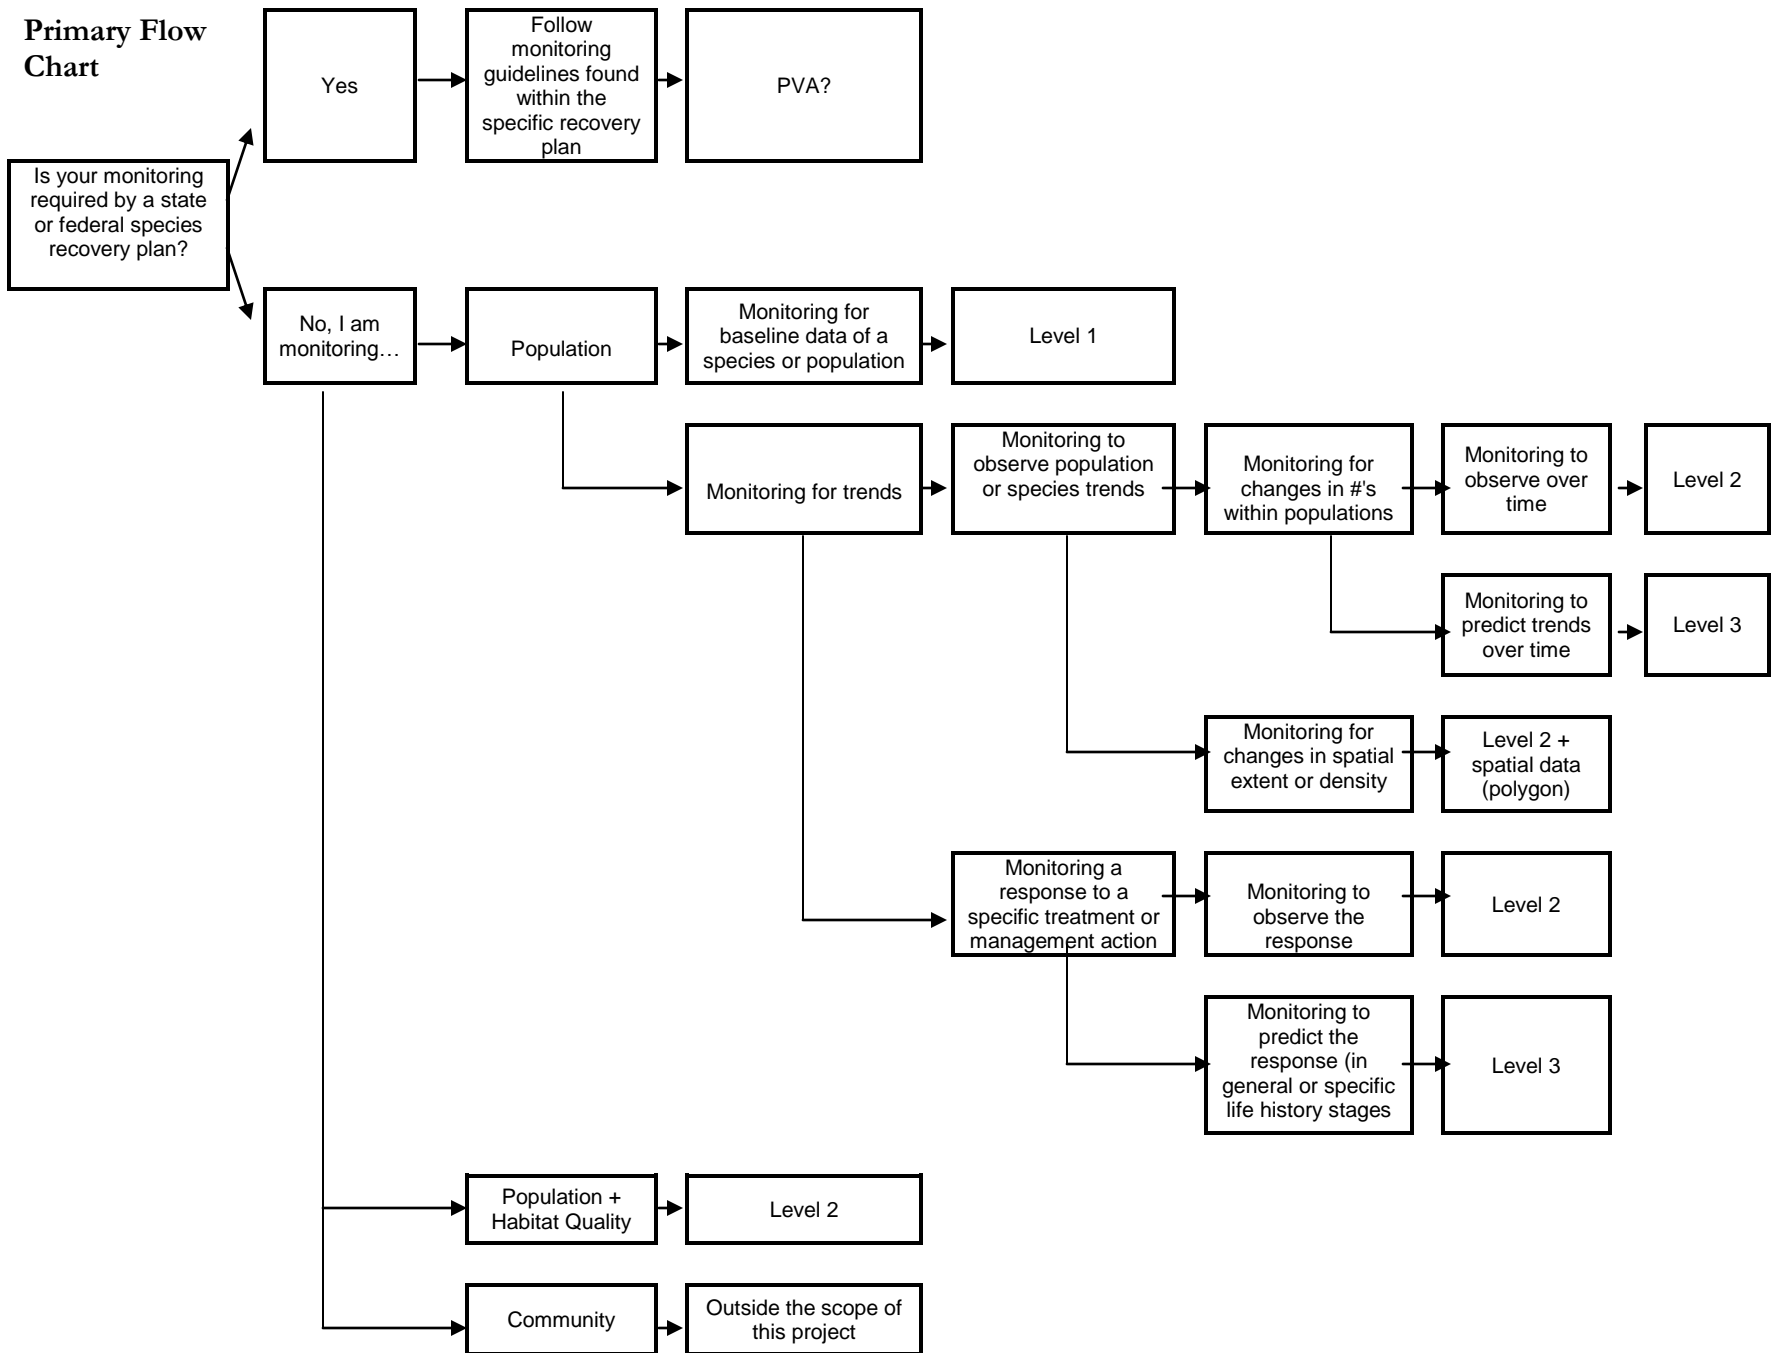 Primary Flow
Chart
Yes
Follow
monitoring
guidelines found
within the
specific recovery
plan
PVA?
Is your monitoring
required by a state
or federal species
recovery plan?
No, I am
monitoring…
Population
Monitoring for
baseline data of a
species or population
Level 1
Monitoring for trends
Monitoring to
observe population
or species trends
Monitoring for
changes in #'s
within populations
Monitoring to
observe over
time
Level 2
Monitoring to
predict trends
over time
Level 3
Monitoring for
changes in spatial
extent or density
Level 2 +
spatial data
(polygon)
Monitoring a
response to a
specific treatment or
management action
Monitoring to
observe the
response
Level 2
Monitoring to
predict the
response (in
general or specific
life history stages
Level 3
Population +
Habitat Quality
Level 2
Community
Outside the scope of
this project